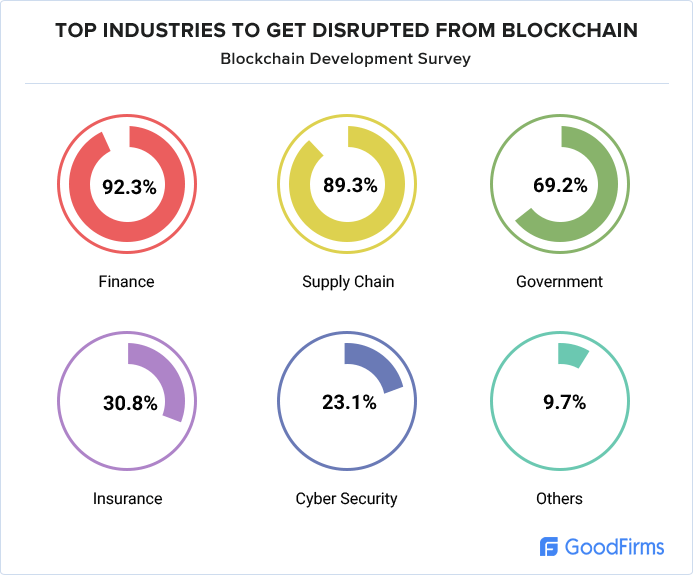 TOP INDUSTRIES TO GET DISRUPTED FROM BLOCKCHAIN
Blockchain Development Survey
92.3%
89.3%
69.2%
Finance
Supply Chain
Government
30.8%
23.1%
9.7%
Insurance
Cyber Security
Others
GoodFirms